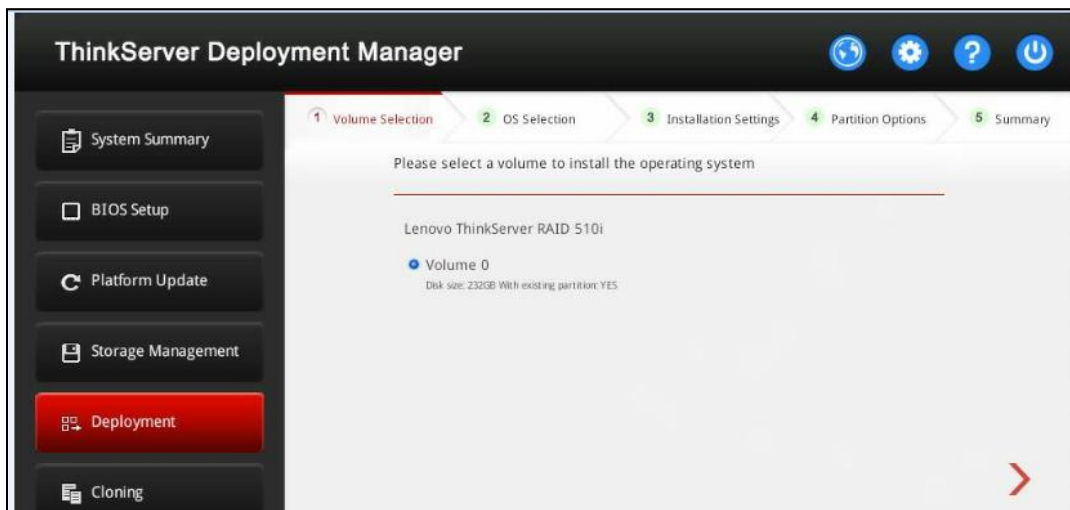 ThinkServer Deployment Manager
System Summary
BIOS Setup
Platform Update
Storage Management
Deployment
Cloning
1 Volume Selection 2 OS Selection 3 Installation Settings 4 Partition Options 5 Summary
Please select a volume to install the operating system
Lenovo ThinkServer RAID 510i
Volume 0
Disk size: 232GB With existing partition: YES